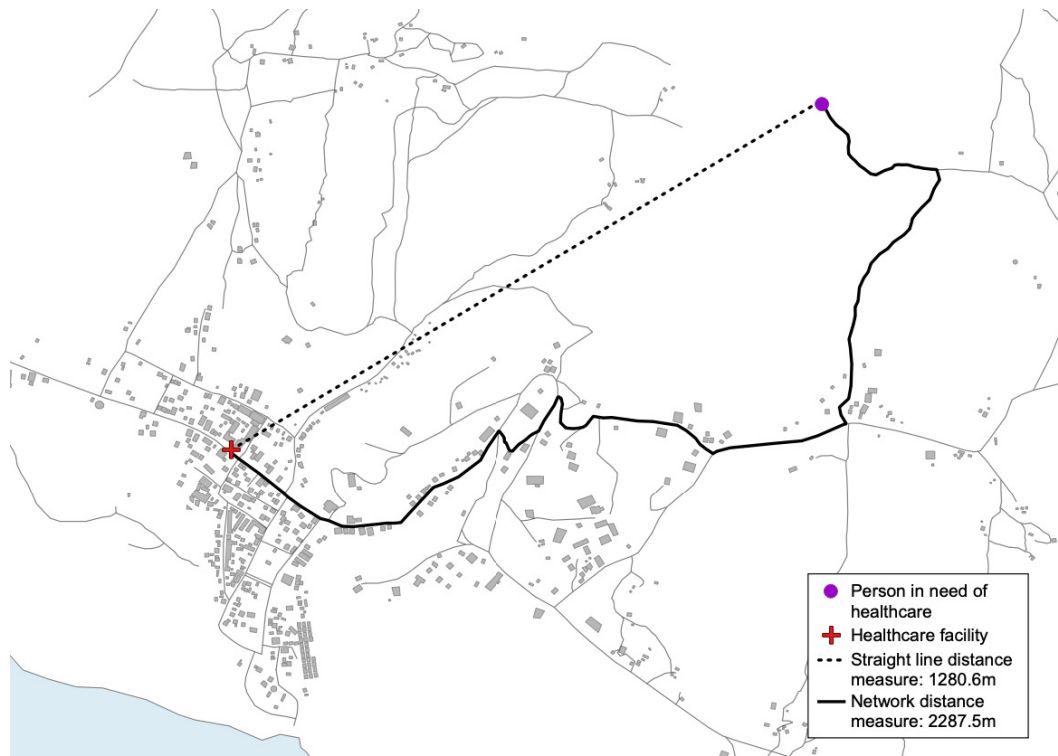 Person in need of
healthcare
Healthcare facility
Straight line distance
measure: 1280.6m
Network distance
measure: 2287.5m